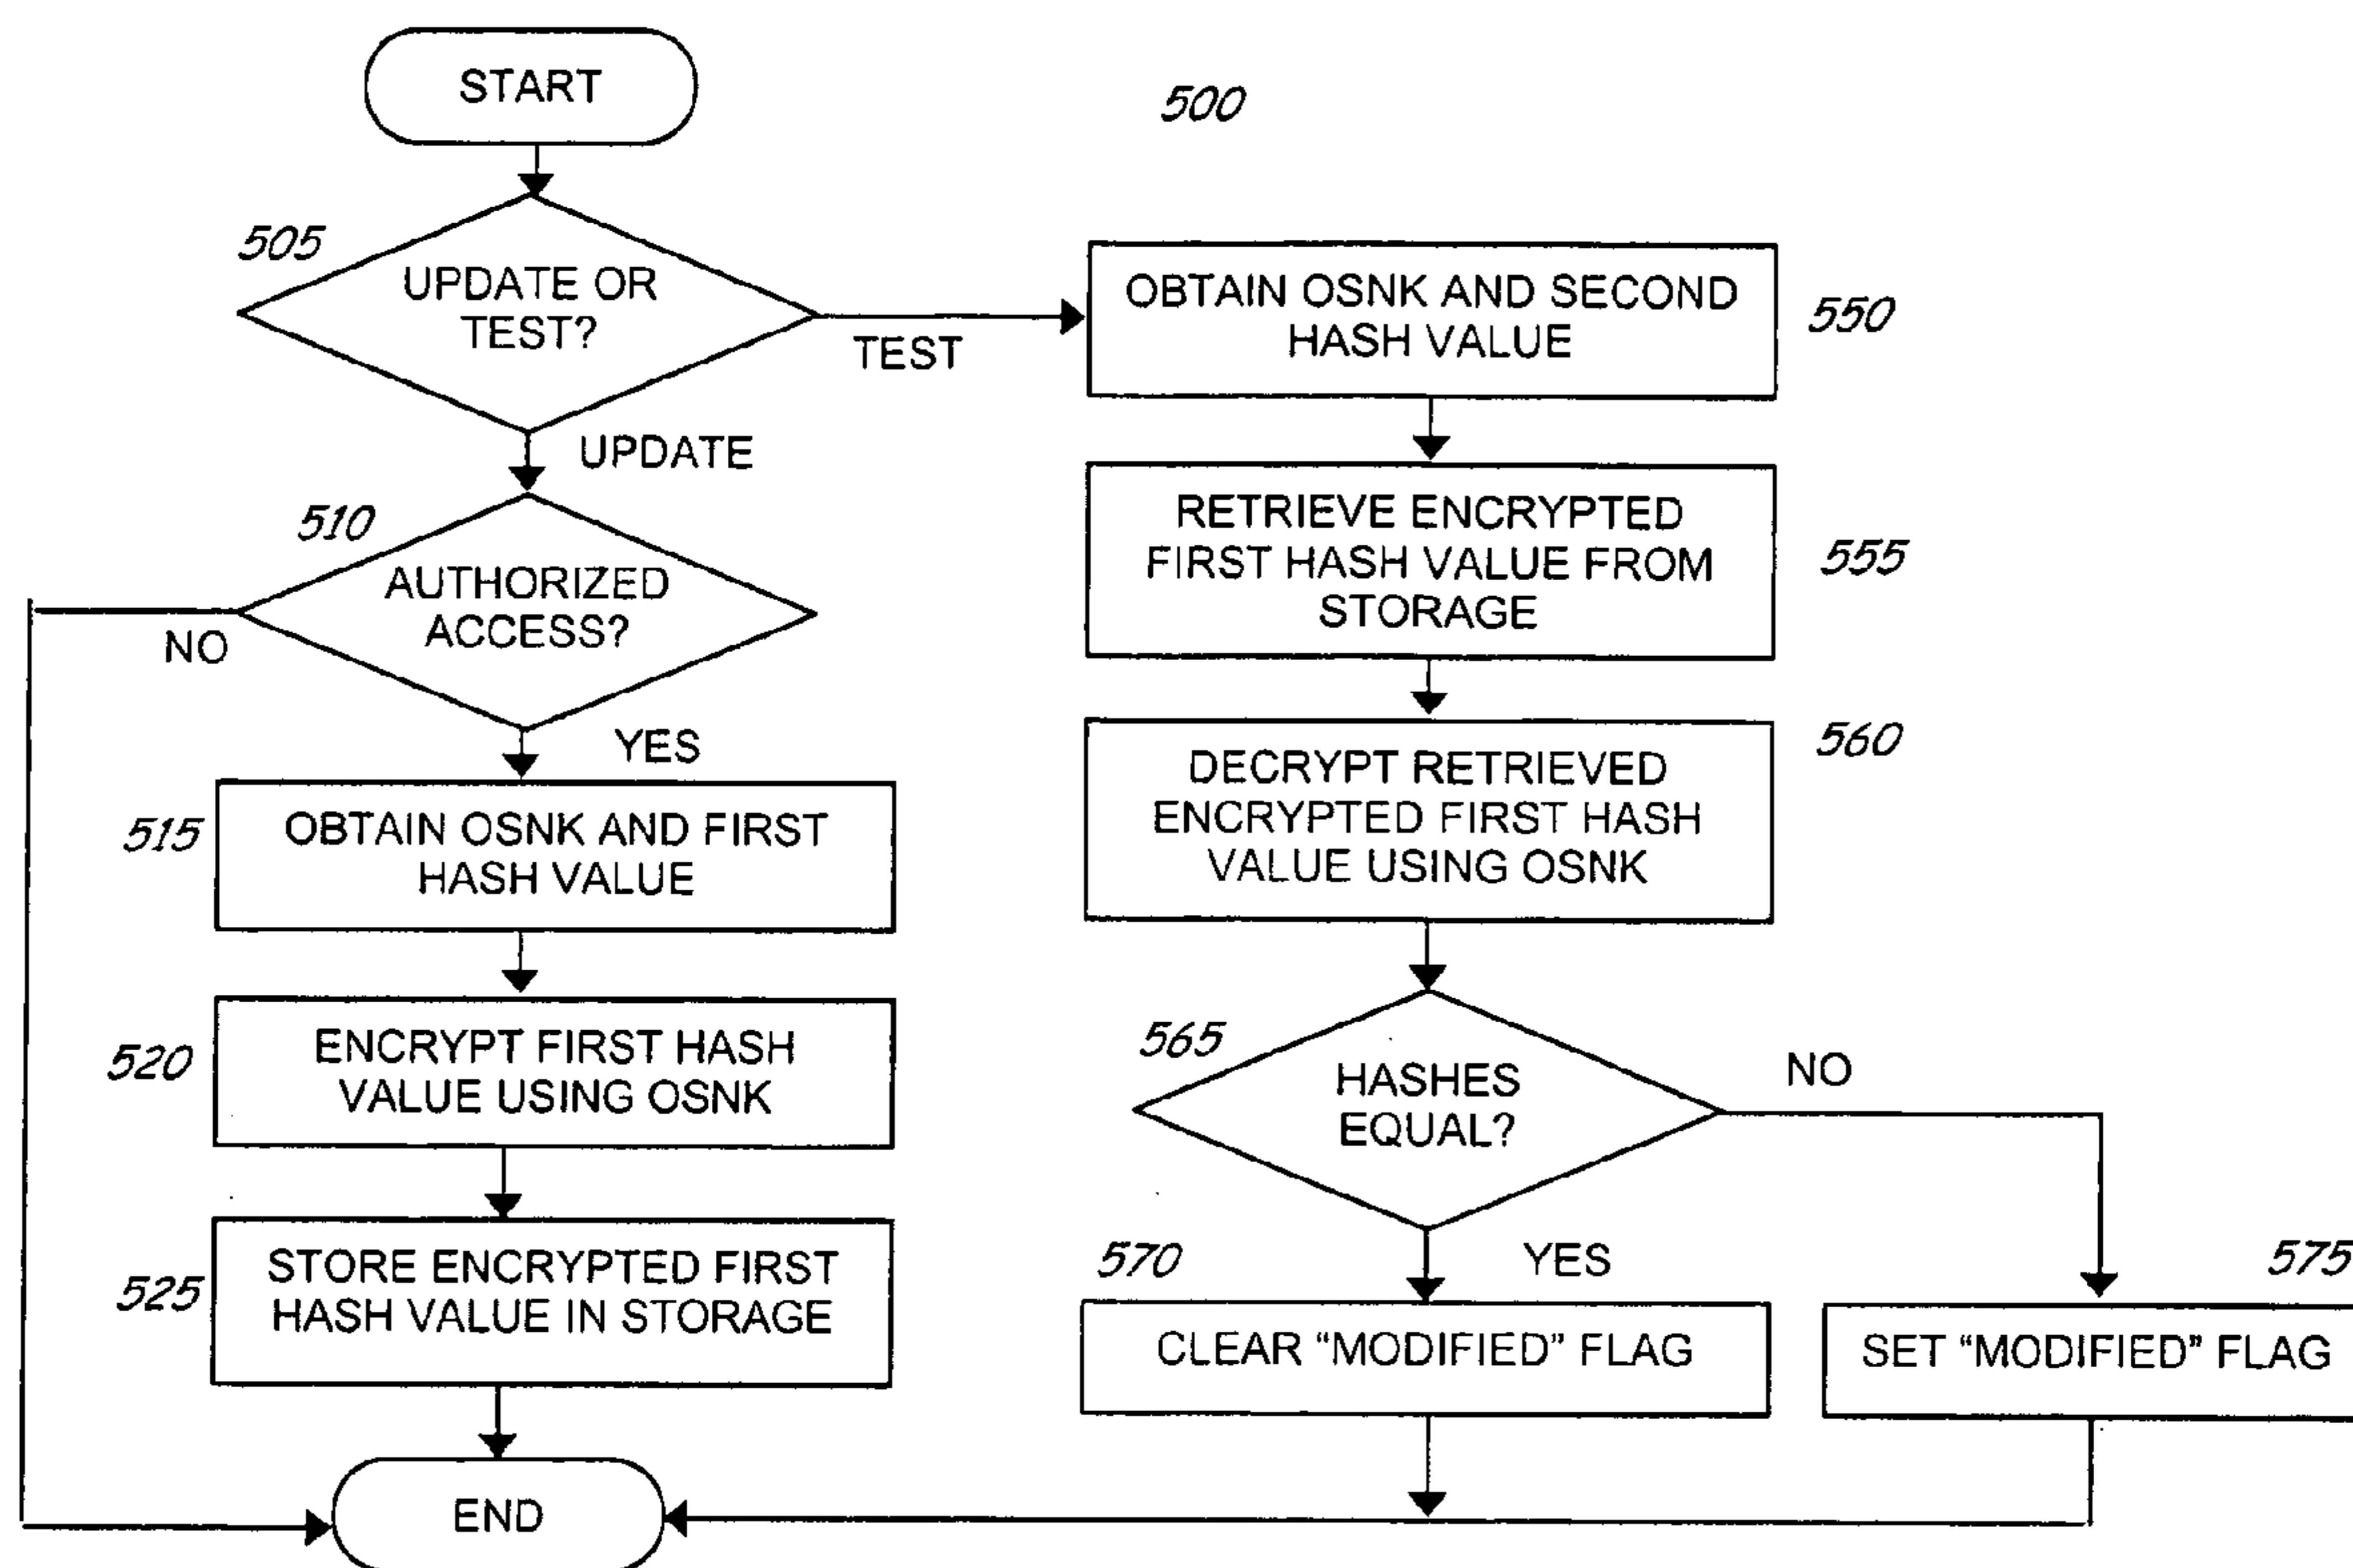 START
500
505
UPDATE OR
TEST?
TEST
UPDATE
510
AUTHORIZED
ACCESS?
NO
YES
515
OBTAIN OSNK AND FIRST
HASH VALUE
520
ENCRYPT FIRST HASH
VALUE USING OSNK
525
STORE ENCRYPTED FIRST
HASH VALUE IN STORAGE
END
OBTAIN OSNK AND SECOND
HASH VALUE
550
RETRIEVE ENCRYPTED
FIRST HASH VALUE FROM
STORAGE
555
DECRYPT RETRIEVED
ENCRYPTED FIRST HASH
VALUE USING OSNK
560
565
HASHES
EQUAL?
NO
YES
570
CLEAR “MODIFIED” FLAG
575
SET “MODIFIED” FLAG